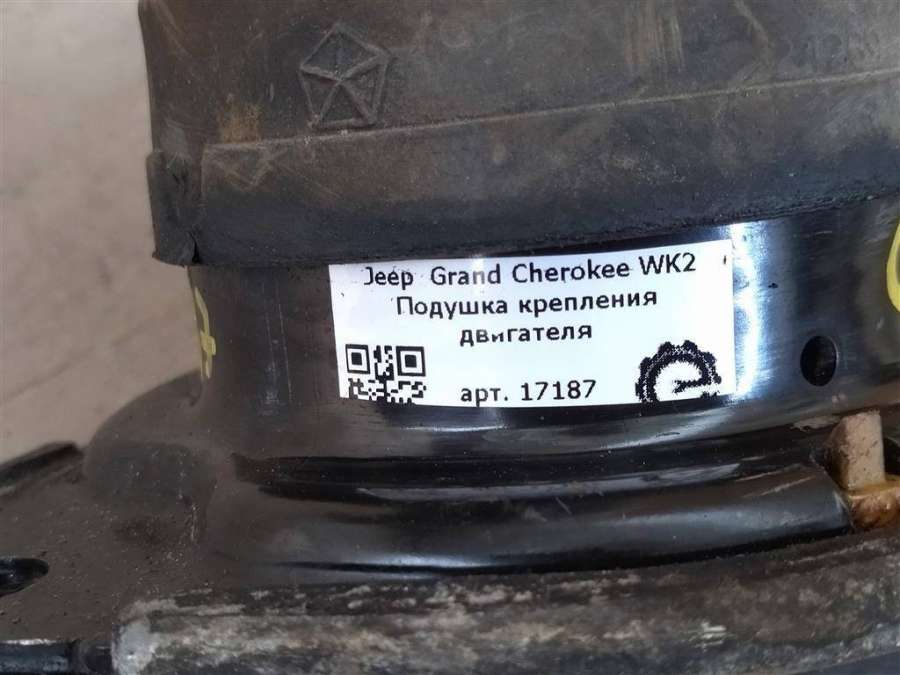 Jeep Grand Cherokee WK2
Подушка крепления
двигателя
арт. 17187